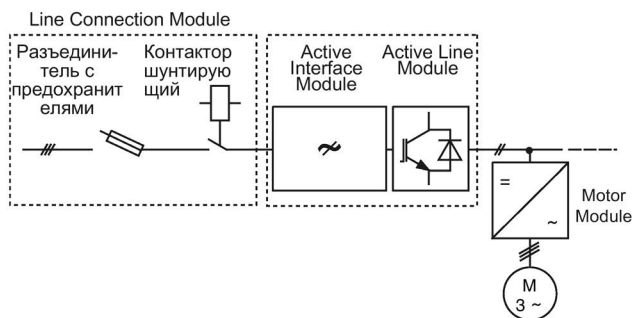 Line Connection Module
Разъедини-
тель с
предохранит
елями
Контактор
шунтирую
щий
Active
Interface
Module
Active Line
Module
=
~
Motor
Module
M
3 ~